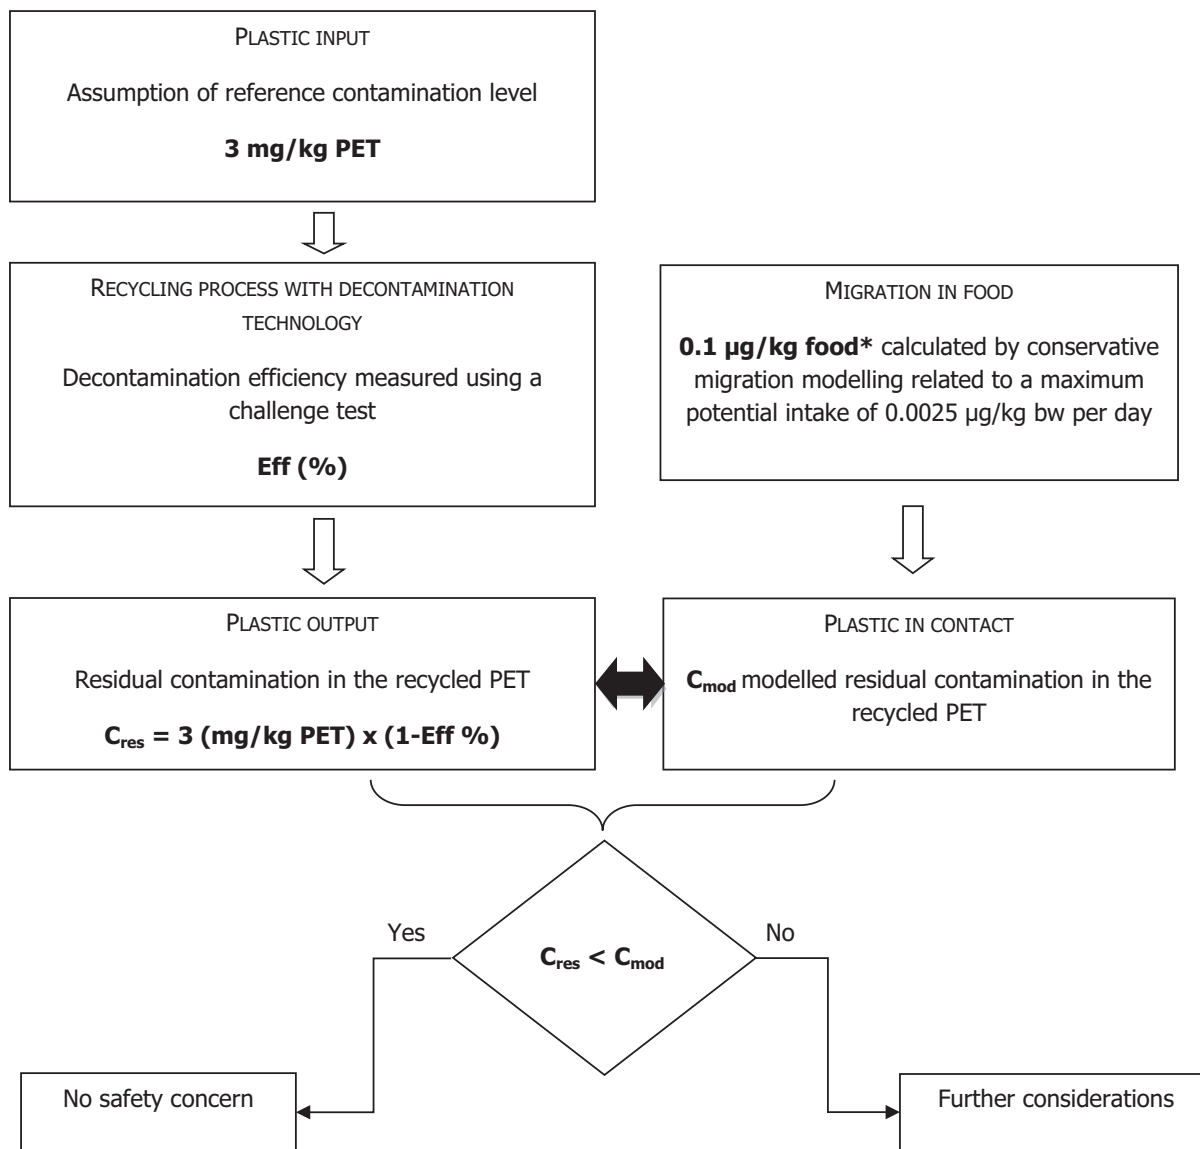 PLASTIC INPUT
Assumption of reference contamination level
3 mg/kg PET
RECYCLING PROCESS WITH DECONTAMINATION
TECHNOLOGY
Decontamination efficiency measured using a
challenge test
Eff (%)
MIGRATION IN FOOD
0.1 µg/kg food* calculated by conservative
migration modelling related to a maximum
potential intake of 0.0025 µg/kg bw per day
PLASTIC OUTPUT
Residual contamination in the recycled PET
Cres = 3 (mg/kg PET) x (1-Eff %)
PLASTIC IN CONTACT
Cmod modelled residual contamination in the
recycled PET
Yes
Cres < Cmod
No
No safety concern
Further considerations